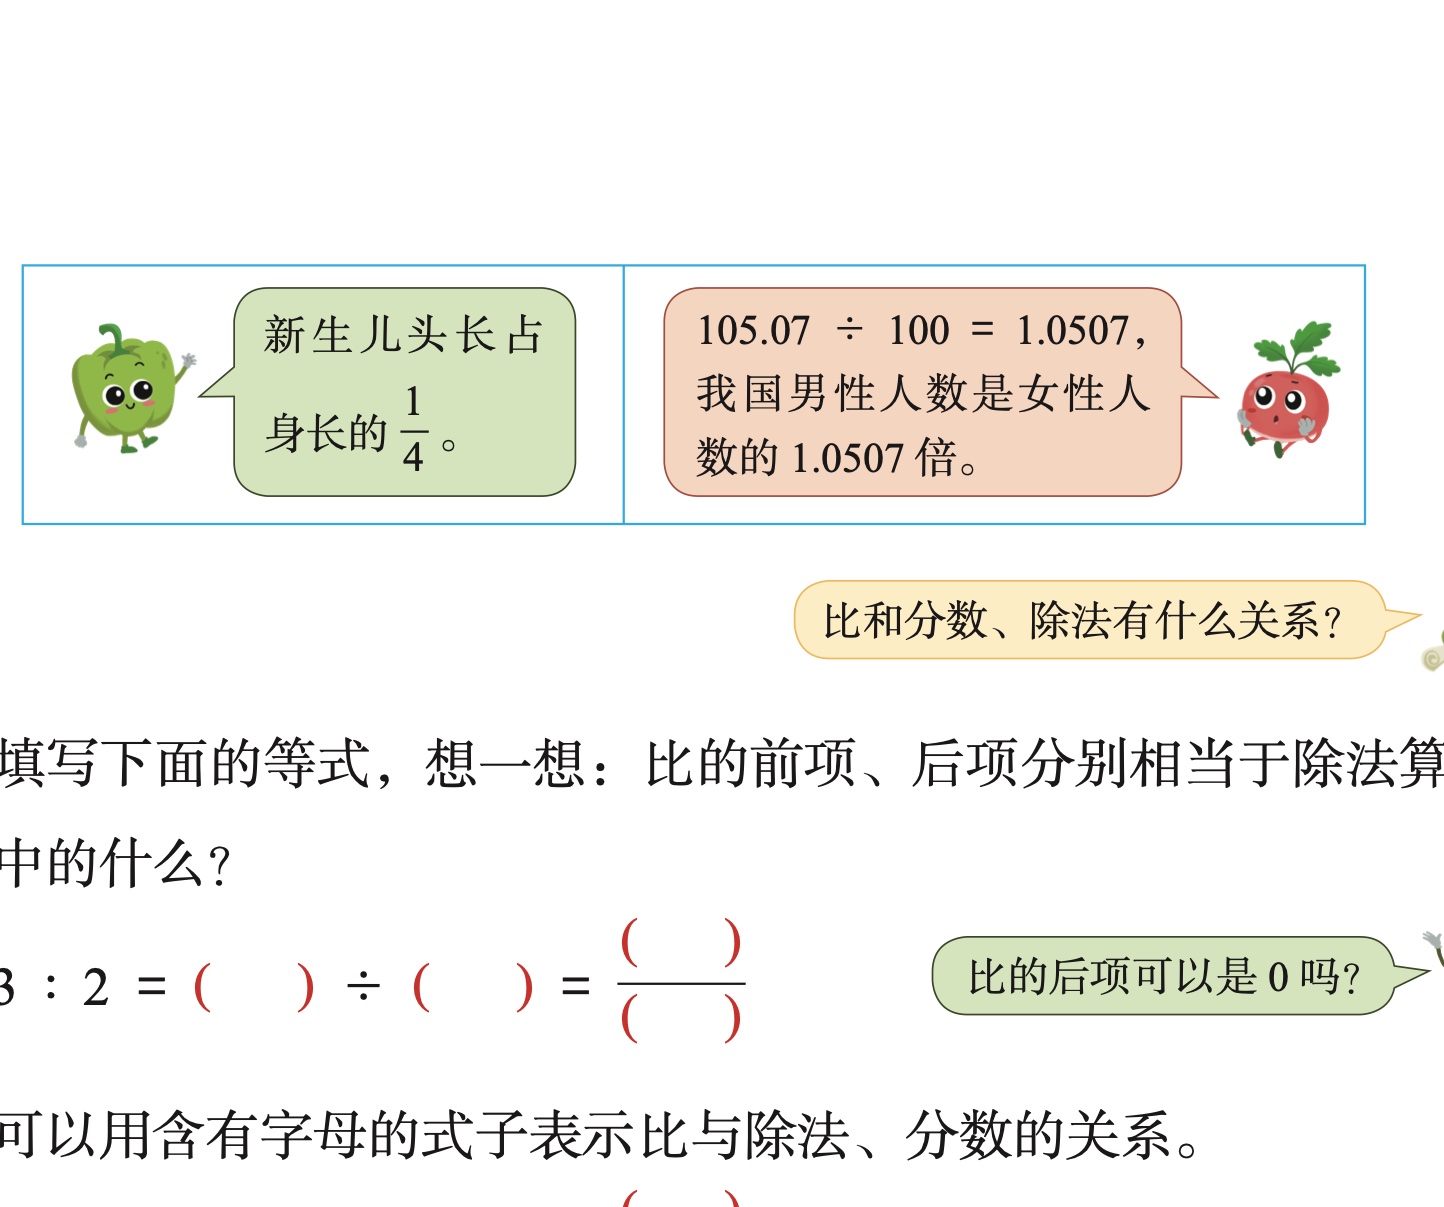 新生儿头长占
身长的 1/4 。
105.07 ÷ 100 = 1.0507，
我国男性人数是女性人
数的 1.0507 倍。
比和分数、除法有什么关系？
填写下面的等式，想一想：比的前项、后项分别相当于除法算
中的什么？
3 : 2 = (    ) ÷ (    ) = (    )/(    )
比的后项可以是 0 吗？
可以用含有字母的式子表示比与除法、分数的关系。
(    )